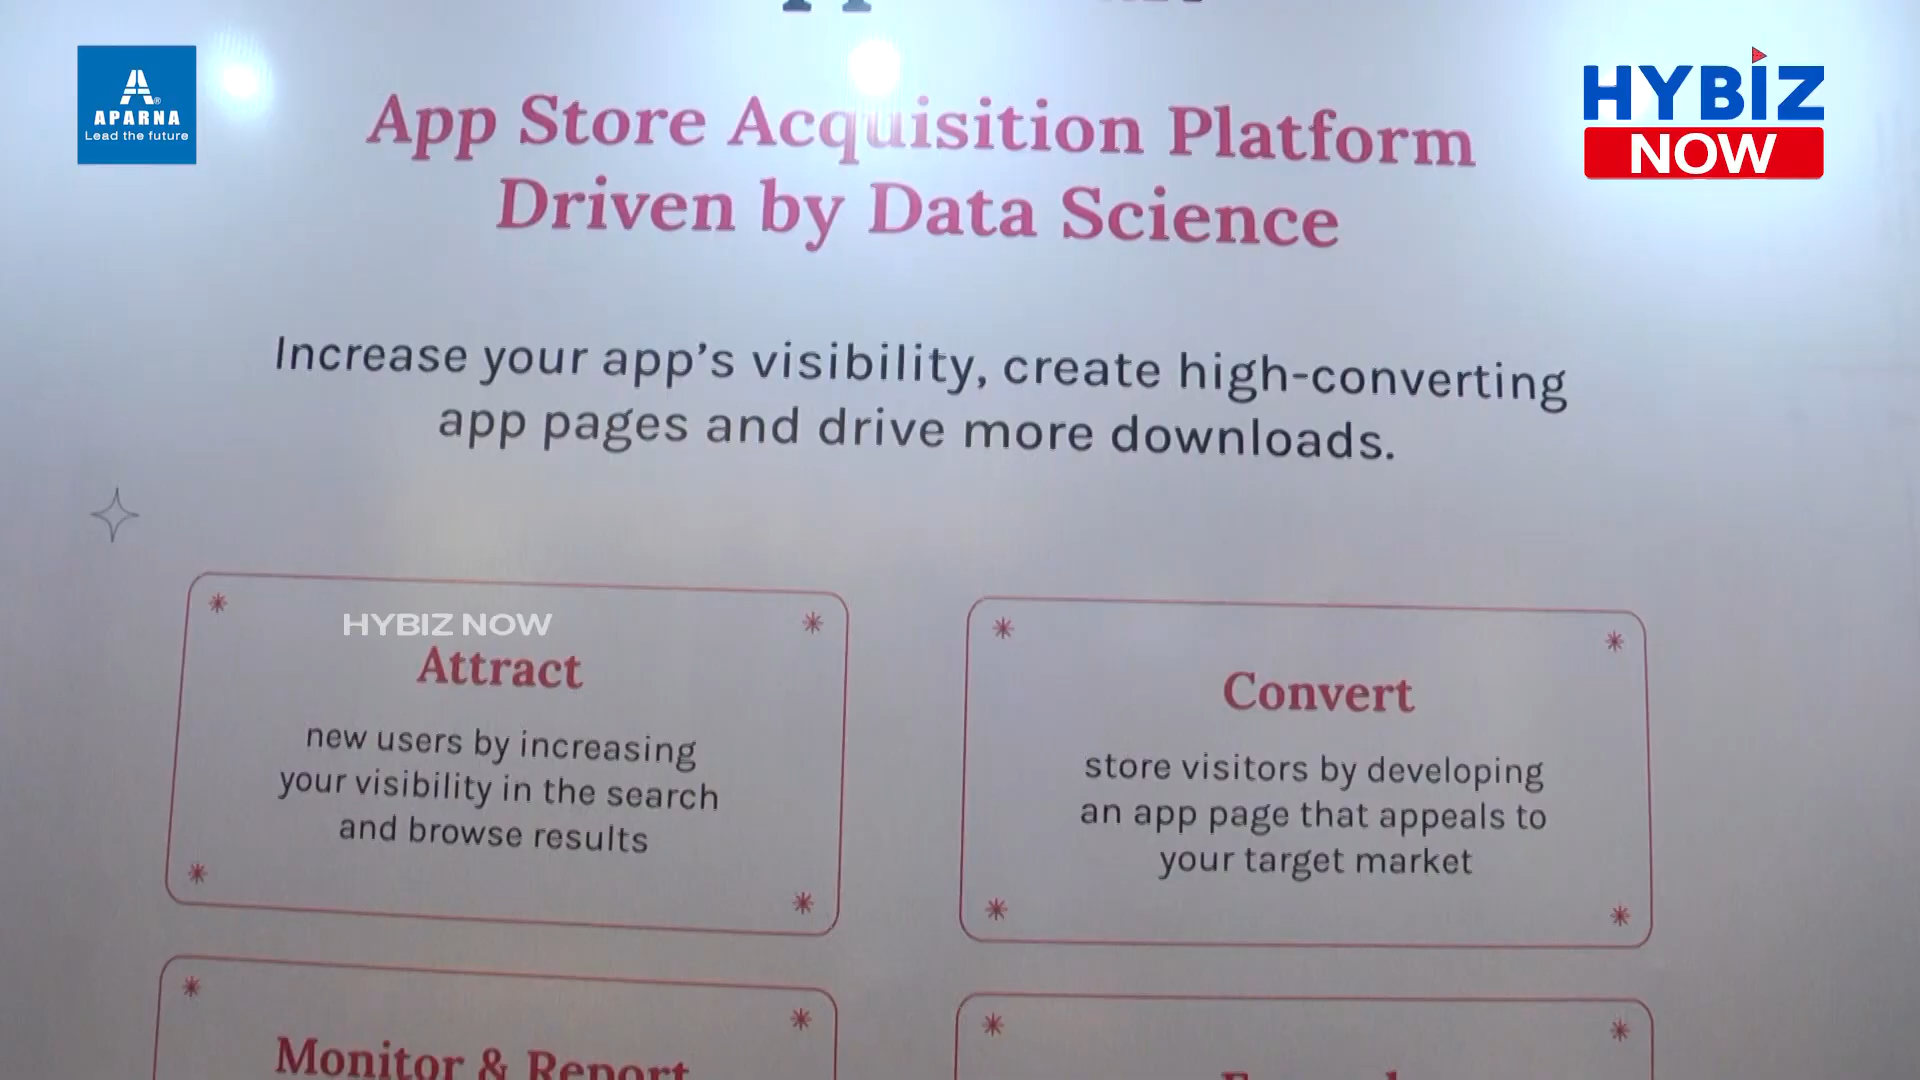 APARNA
Lead the future
HYBIZ
NOW
App Store Acquisition Platform
Driven by Data Science
Increase your app's visibility, create high-converting
app pages and drive more downloads.
HYBIZ NOW
Attract
new users by increasing
your visibility in the search
and browse results
Convert
store visitors by developing
an app page that appeals to
your target market
Monitor & Report